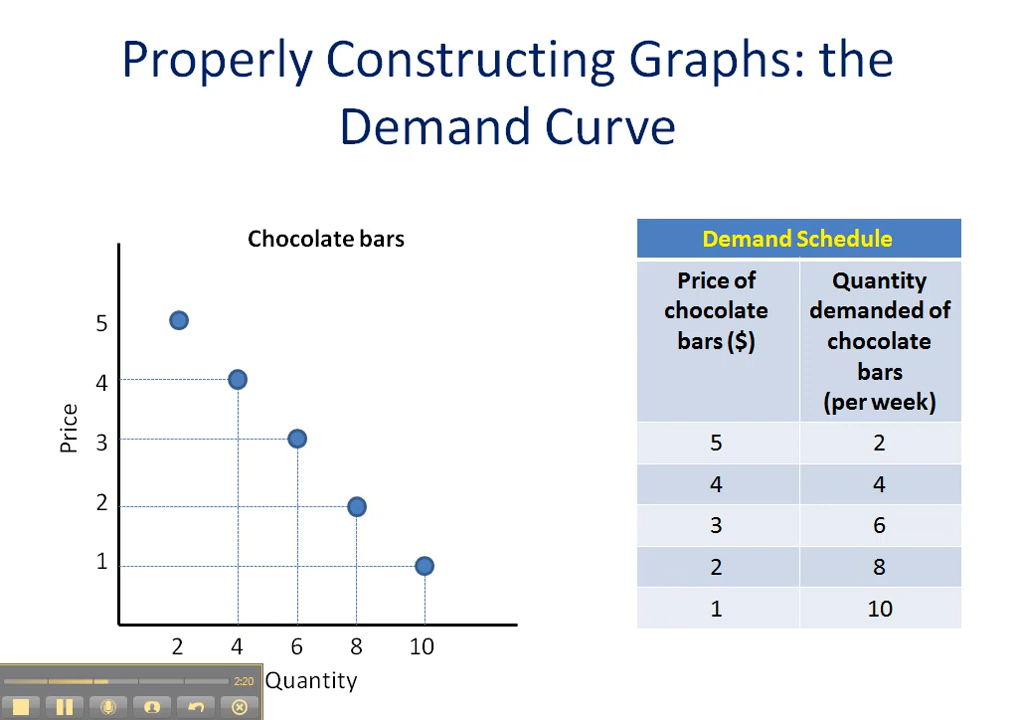 Properly Constructing Graphs: the
Demand Curve
Chocolate bars
Price
5
4
3
2
1
2 4 6 8 10
Quantity
Demand Schedule
Price of
chocolate
bars ($)
Quantity
demanded of
chocolate
bars
(per week)
5 2
4 4
3 6
2 8
1 10
2:20